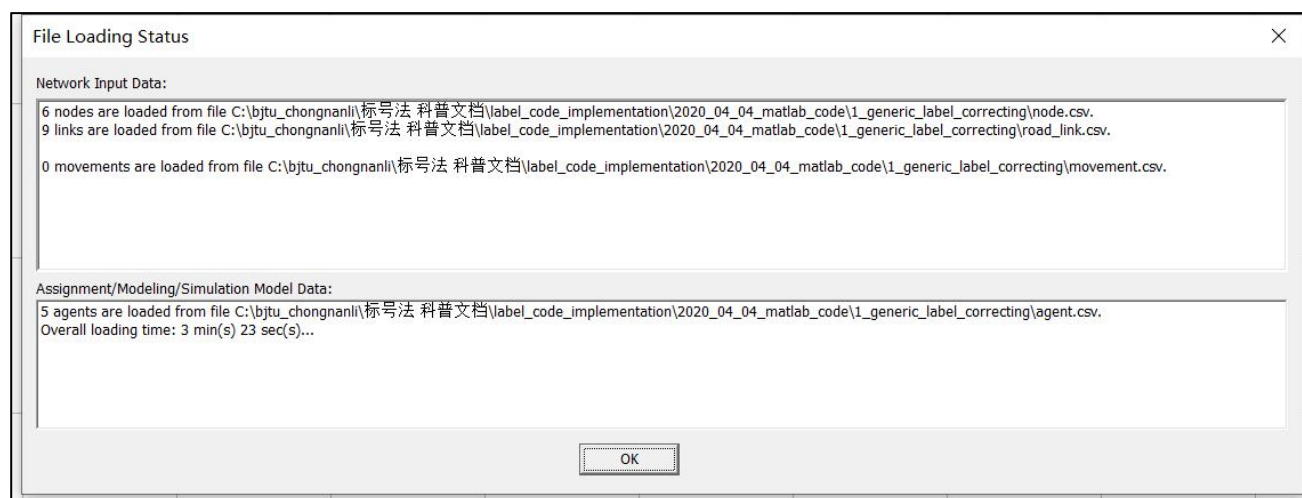 File Loading Status
Network Input Data:
6 nodes are loaded from file C:\bjtu_chongnanli\标号法 科普文档\label_code_implementation\2020_04_04_matlab_code\1_generic_label_correcting\node.csv.
9 links are loaded from file C:\bjtu_chongnanli\标号法 科普文档\label_code_implementation\2020_04_04_matlab_code\1_generic_label_correcting\road_link.csv.
0 movements are loaded from file C:\bjtu_chongnanli\标号法 科普文档\label_code_implementation\2020_04_04_matlab_code\1_generic_label_correcting\movement.csv.
Assignment/Modeling/Simulation Model Data:
5 agents are loaded from file C:\bjtu_chongnanli\标号法 科普文档\label_code_implementation\2020_04_04_matlab_code\1_generic_label_correcting\agent.csv.
Overall loading time: 3 min(s) 23 sec(s)...
OK